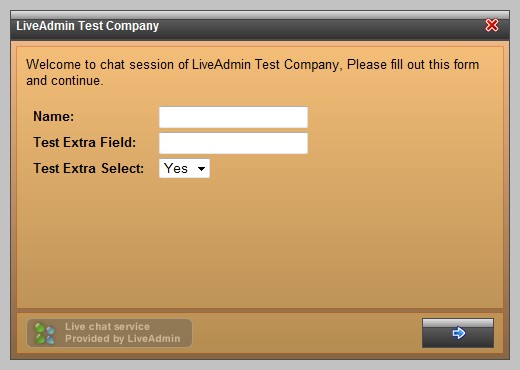 LiveAdmin Test Company
Welcome to chat session of LiveAdmin Test Company, Please fill out this form
and continue.
Name:
Test Extra Field:
Test Extra Select: Yes
Live chat service
Provided by LiveAdmin